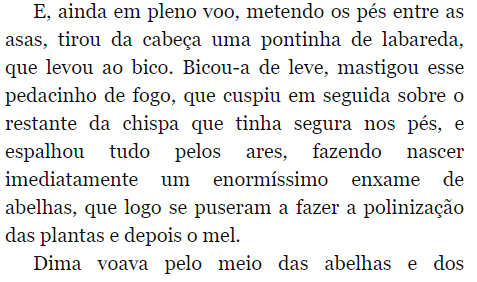 E, ainda em pleno voo, metendo os pés entre as
asas, tirou da cabeça uma pontinha de labareda,
que levou ao bico. Bicou-a de leve, mastigou esse
pedacinho de fogo, que cuspiu em seguida sobre o
restante da chispa que tinha segura nos pés, e
espalhou tudo pelos ares, fazendo nascer
imediatamente um enormíssimo enxame de
abelhas, que logo se puseram a fazer a polinização
das plantas e depois o mel.
Dima voava pelo meio das abelhas e dos